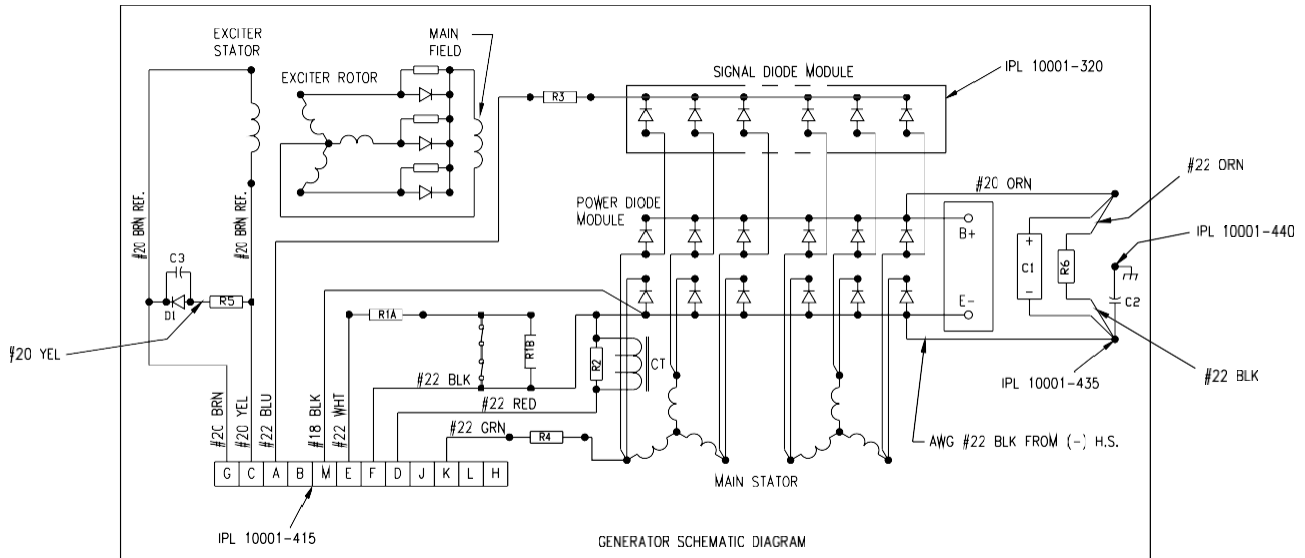 EXCITER
STATOR
MAIN
FIELD
EXCITER ROTOR
SIGNAL DIODE MODULE
IPL 10001-320
R3
#22 ORN
#20 ORN
#20 BRN REF.
#20 BRN REF.
POWER DIODE
MODULE
B+
IPL 10001-440
C3
+
C1
-
R6
D1
R5
E-
C2
R1A
R1B
R2
CT
#20 YEL
#22 BLK
#22 BLK
IPL 10001-435
#22 RED
#20 BRN
#20 YEL
#22 BLU
#18 BLK
#22 WHT
#22 GRN
R4
AWG #22 BLK FROM (-) H.S.
G C A B M E F D J K L H
MAIN STATOR
IPL 10001-415
GENERATOR SCHEMATIC DIAGRAM